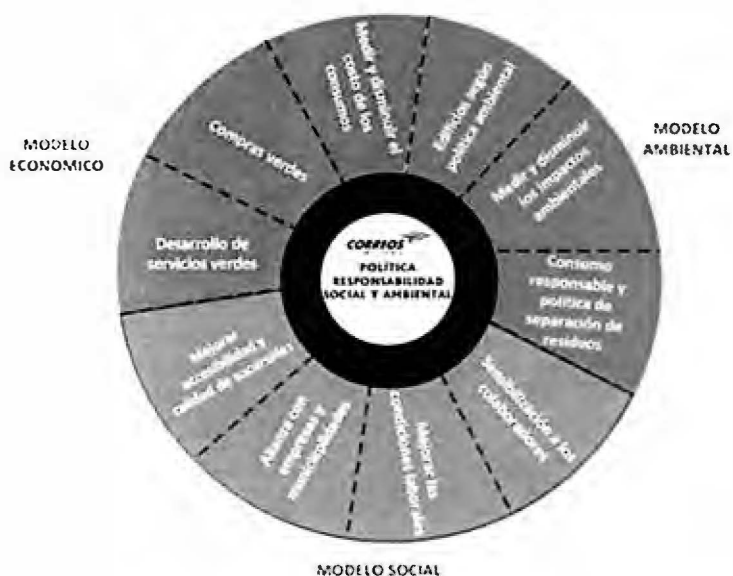 MODELO
ECONOMICO
Desarrollo de
servicios verdes
Compras verdes
Medir y disminuir el
costo de los
consumos
Edificios según
política ambiental
Medir y disminuir
los impactos
ambientales
Consumo
responsable y
política de
separación de
residuos
MODELO
AMBIENTAL
CORREOS
POLÍTICA
RESPONSABILIDAD
SOCIAL Y AMBIENTAL
Mejorar
accesibilidad y
calidad de sucursales
Alianza con
empresas y
municipalidades
Mejorar las
condiciones laborales
Sensibilización a los
colaboradores
MODELO SOCIAL